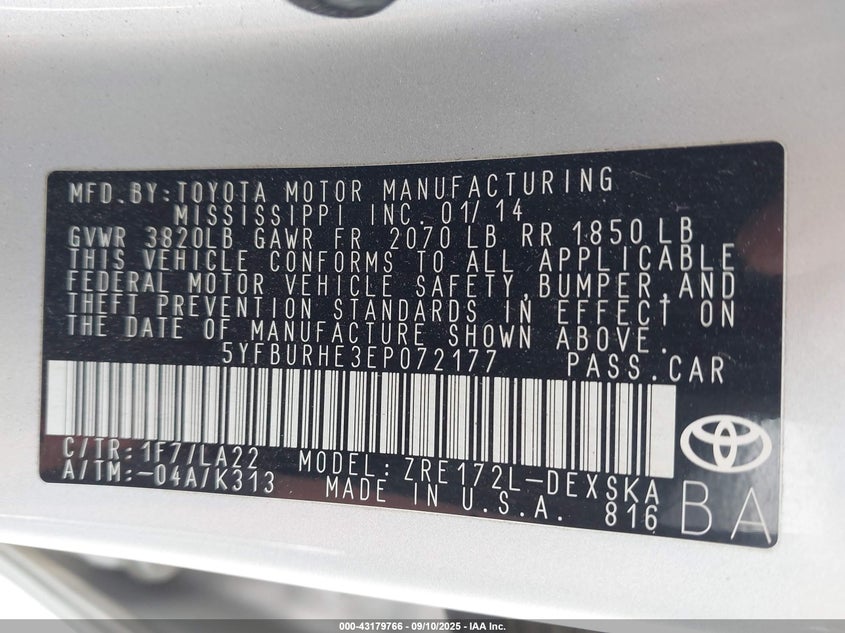 MFD.BY:TOYOTA MOTOR MANUFACTURING
MISSISSIPPI INC. 01/14
GVWR 3820LB GAWR FR 2070 LB RR 1850 LB
THIS VEHICLE CONFORMS TO ALL APPLICABLE
FEDERAL MOTOR VEHICLE SAFETY, BUMPER, AND
THEFT PREVENTION STANDARDS IN EFFECT ON
THE DATE OF MANUFACTURE SHOWN ABOVE.
5YFBURHE3EP072177 PASS.CAR
C/TR: 1F7/LA22 MODEL: ZRE172L-DEXSKA
A/TM:-04A/K313 MADE IN U.S.A. 816
BA
000-43179766 - 09/10/2025 - IAA Inc.